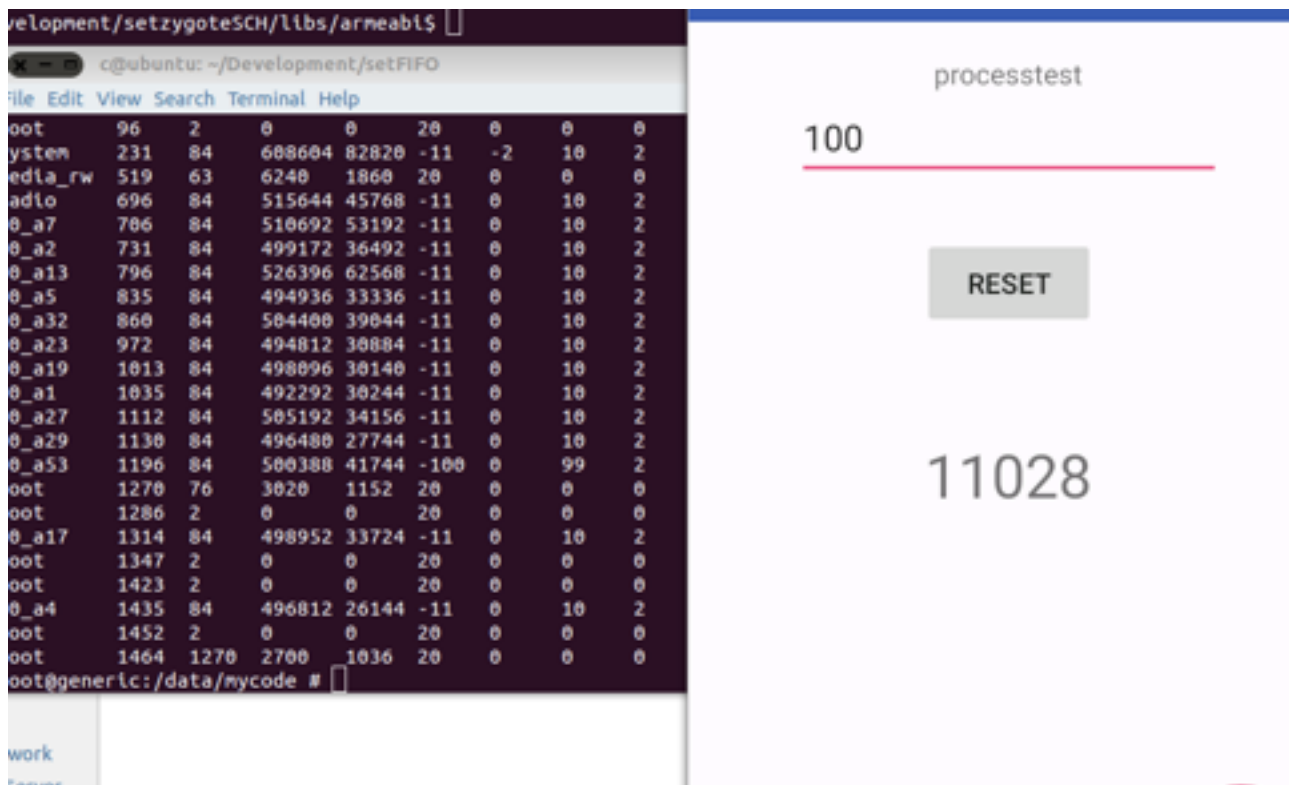 velopment/setzygoteSCH/libs/armeabi$
c@ubuntu: ~/Development/setFIFO
File Edit View Search Terminal Help
oot 96 2 0 0 20 0 0 0
ystem 231 84 608604 82820 -11 -2 10 2
edia_rw 519 63 6240 1860 20 0 0 0
adio 696 84 515644 45768 -11 0 10 2
0_a7 706 84 510692 53192 -11 0 10 2
0_a2 731 84 499172 36492 -11 0 10 2
0_a13 796 84 526396 62568 -11 0 10 2
0_a5 835 84 494936 33336 -11 0 10 2
0_a32 860 84 504400 39044 -11 0 10 2
0_a23 972 84 494812 30884 -11 0 10 2
0_a19 1013 84 498096 30140 -11 0 10 2
0_a1 1035 84 492292 30244 -11 0 10 2
0_a27 1112 84 505192 34156 -11 0 10 2
0_a29 1130 84 496480 27744 -11 0 10 2
0_a53 1196 84 500388 41744 -100 0 99 2
oot 1270 76 3020 1152 20 0 0 0
oot 1286 2 0 0 20 0 0 0
0_a17 1314 84 498952 33724 -11 0 10 2
oot 1347 2 0 0 20 0 0 0
oot 1423 2 0 0 20 0 0 0
0_a4 1435 84 496812 26144 -11 0 10 2
oot 1452 2 0 0 20 0 0 0
oot 1464 1270 2700 1036 20 0 0 0
oot@generic:/data/mycode #
work
processtest
100
RESET
11028